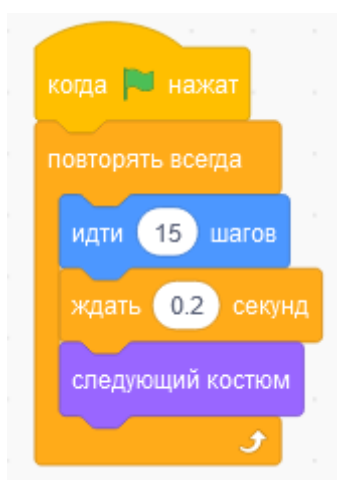 когда нажат
повторять всегда
идти 15 шагов
ждать 0.2 секунд
следующий костюм